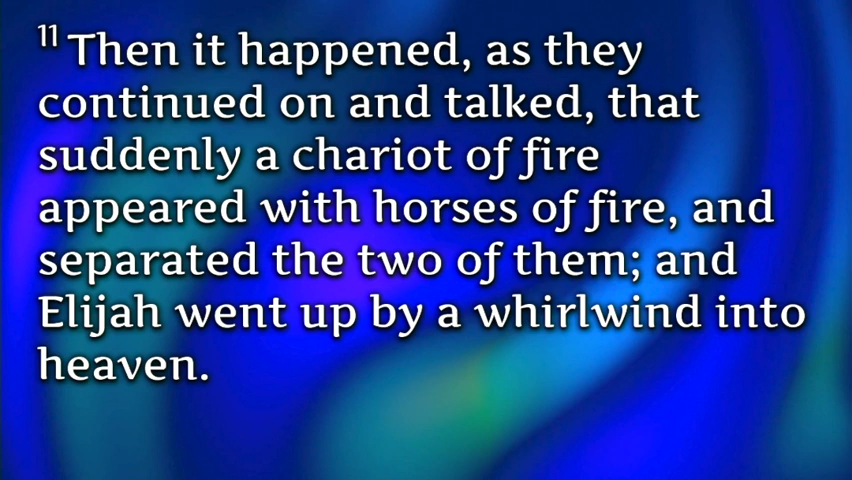 11 Then it happened, as they
continued on and talked, that
suddenly a chariot of fire
appeared with horses of fire, and
separated the two of them; and
Elijah went up by a whirlwind into
heaven.